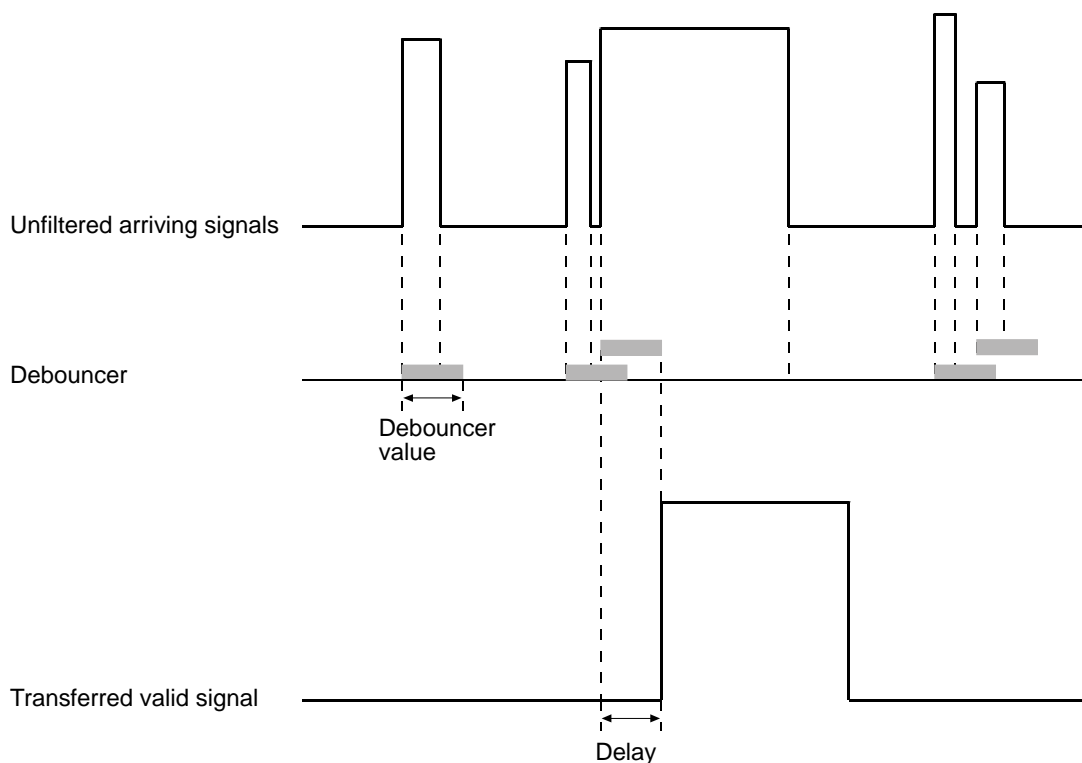 Unfiltered arriving signals
Debouncer
Debouncer
value
Transferred valid signal
Delay